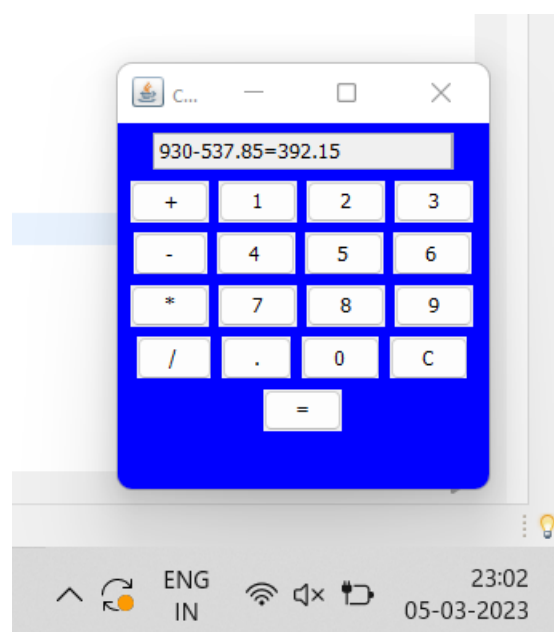 C...
930-537.85=392.15
+ 1 2 3
- 4 5 6
* 7 8 9
/ . 0 C
=
ENG 23:02
IN 05-03-2023